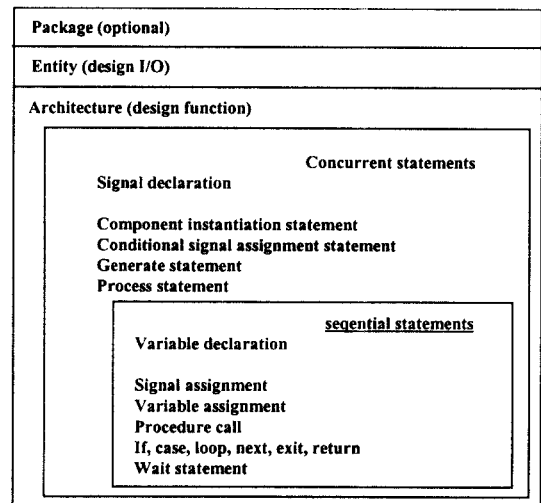 Package (optional)
Entity (design I/O)
Architecture (design function)
Concurrent statements
Signal declaration
Component instantiation statement
Conditional signal assignment statement
Generate statement
Process statement
seqential statements
Variable declaration
Signal assignment
Variable assignment
Procedure call
If, case, loop, next, exit, return
Wait statement